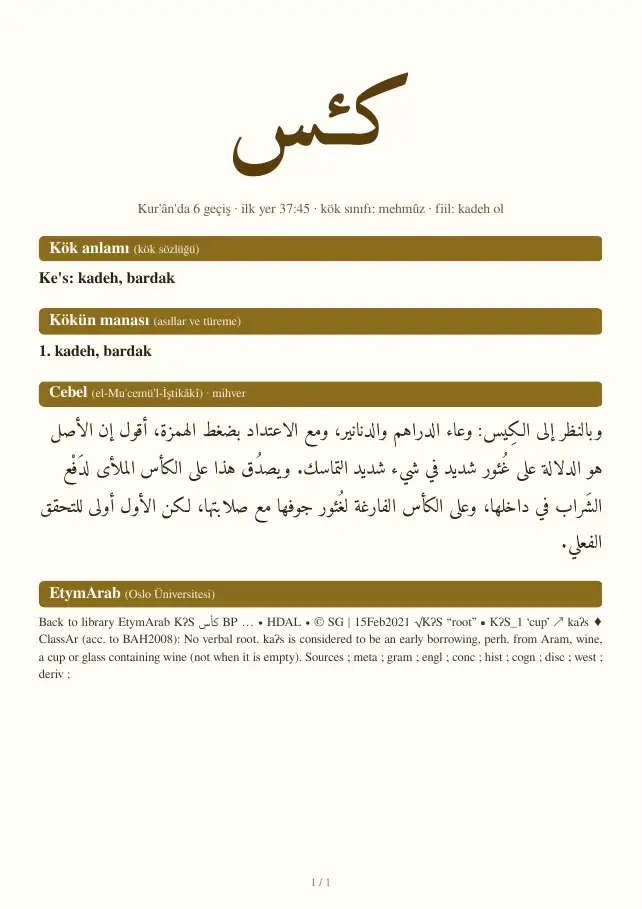 كئس
Kur'ân'da 6 geçiş · ilk yer 37:45 · kök sınıfı: mehmûz · fiil: kadeh ol
Kök anlamı (kök sözlüğü)
Ke's: kadeh, bardak
Kökün manası (asıllar ve türeme)
1. kadeh, bardak
Cebel (el-Mu'cemü'l-İştikâkî) · mihver
وبالنظر إلى الكِيس: وعاء الدراهم والدنانير، ومع الاعتداد بضغط الهمزة، أقول إن الأصل
هو الدلالة على غُئور شديد في شيء شديد التماسك. ويصدُق هذا على الكأس الملأى لدَفْع
الشَراب في داخلها، وعلى الكأس الفارغة لغُئور جوفها مع صلابتها، لكن الأول أولى للتحقق
الفعلي.
EtymArab (Oslo Üniversitesi)
Back to library EtymArab KʔS كأس BP … • HDAL • © SG | 15Feb2021 √KʔS “root” ▪ KʔS_1 ‘cup’ ↗ kaʔs ♦
ClassAr (acc. to BAH2008): No verbal root. kaʔs is considered to be an early borrowing, perh. from Aram, wine,
a cup or glass containing wine (not when it is empty). Sources ; meta ; gram ; engl ; conc ; hist ; cogn ; disc ; west ;
deriv ;
1 / 1